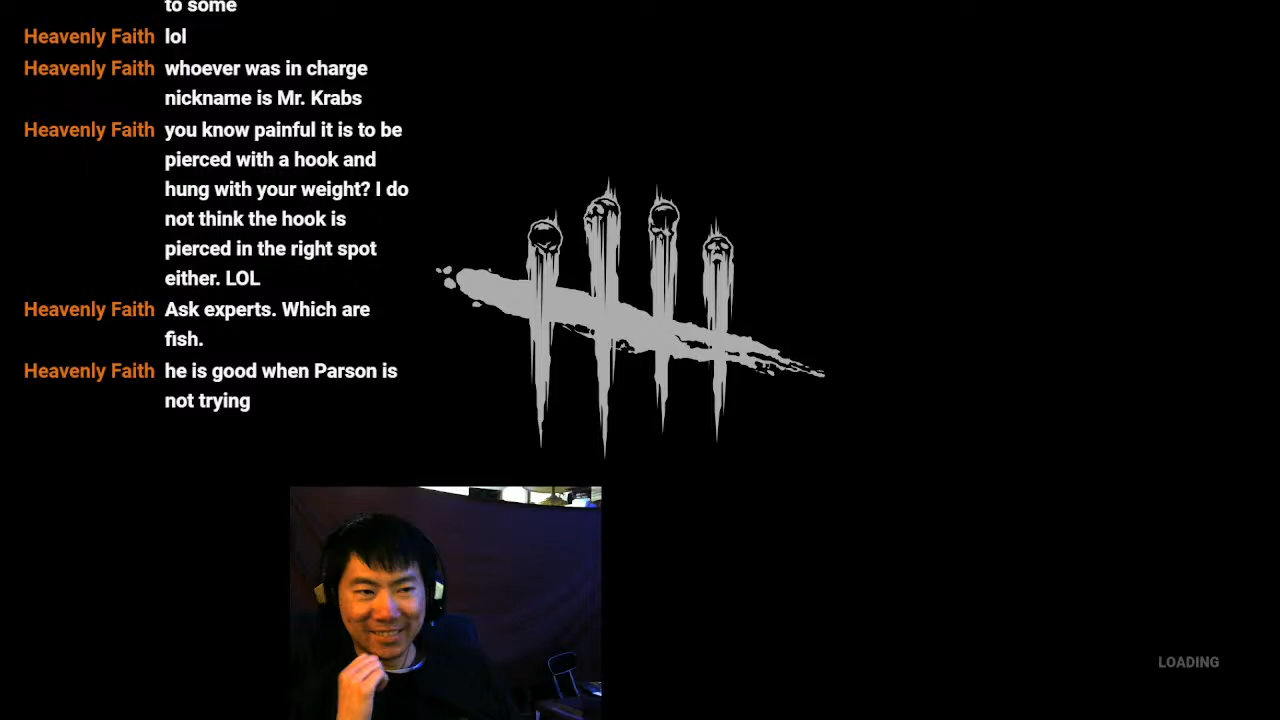 to some
Heavenly Faith lol
Heavenly Faith whoever was in charge
nickname is Mr. Krabs
Heavenly Faith you know painful it is to be
pierced with a hook and
hung with your weight? I do
not think the hook is
pierced in the right spot
either. LOL
Heavenly Faith Ask experts. Which are
fish.
Heavenly Faith he is good when Parson is
not trying
LOADING